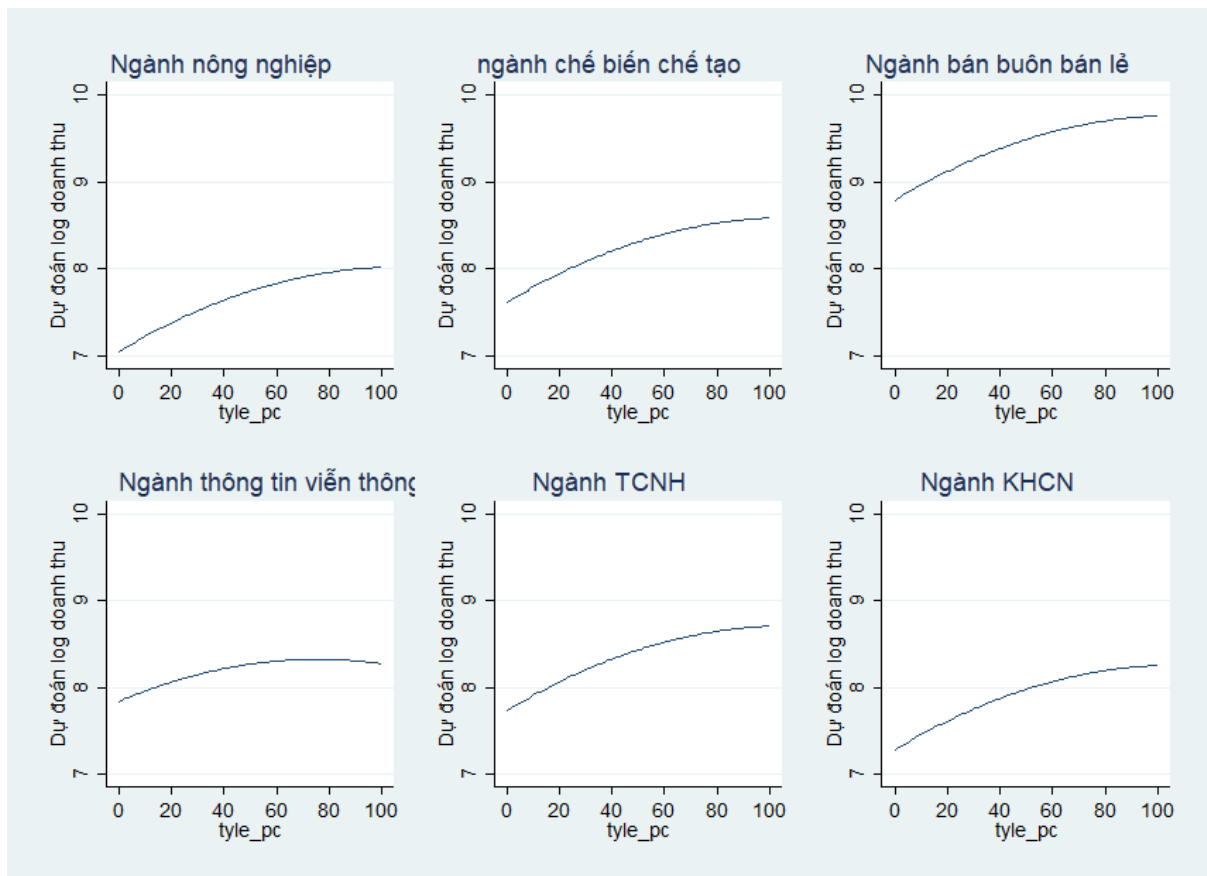 Ngành nông nghiệp
Dự đoán log doanh thu
10
9
8
7
0 20 40 60 80 100
tyle_pc
ngành chế biến chế tạo
Dự đoán log doanh thu
10
9
8
7
0 20 40 60 80 100
tyle_pc
Ngành bán buôn bán lẻ
Dự đoán log doanh thu
10
9
8
7
0 20 40 60 80 100
tyle_pc
Ngành thông tin viễn thông
Dự đoán log doanh thu
10
9
8
7
0 20 40 60 80 100
tyle_pc
Ngành TCNH
Dự đoán log doanh thu
10
9
8
7
0 20 40 60 80 100
tyle_pc
Ngành KHCN
Dự đoán log doanh thu
10
9
8
7
0 20 40 60 80 100
tyle_pc